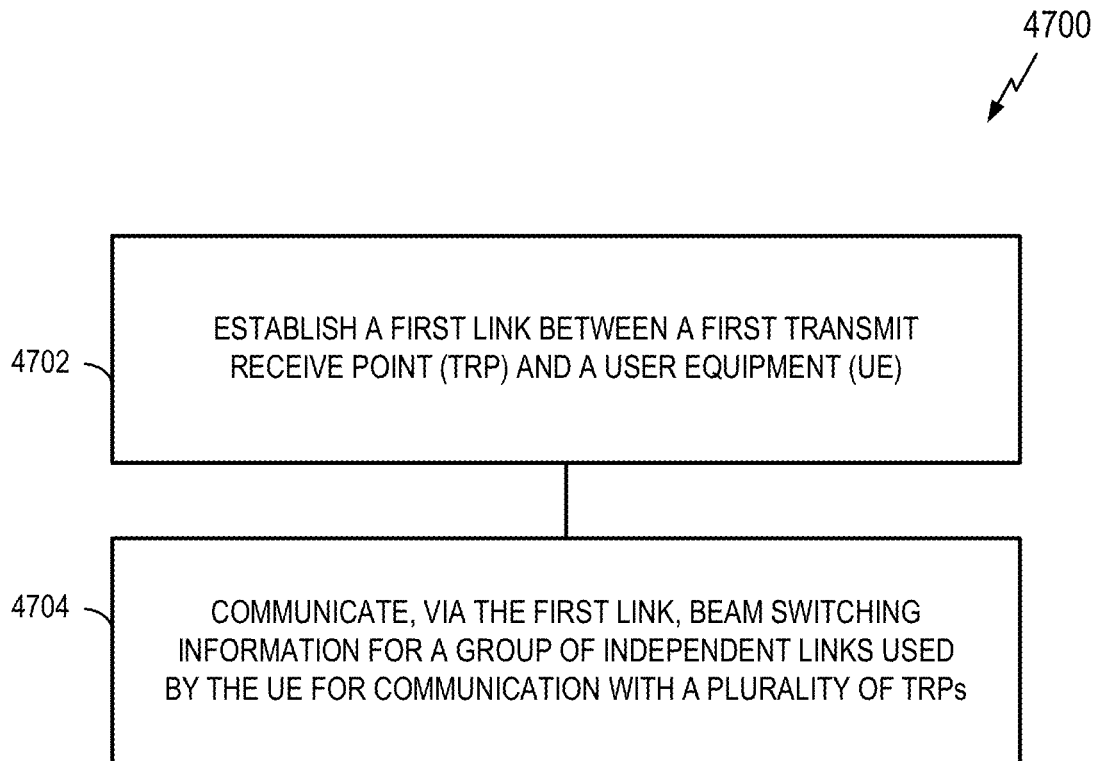 4700
4702
ESTABLISH A FIRST LINK BETWEEN A FIRST TRANSMIT
RECEIVE POINT (TRP) AND A USER EQUIPMENT (UE)
4704
COMMUNICATE, VIA THE FIRST LINK, BEAM SWITCHING
INFORMATION FOR A GROUP OF INDEPENDENT LINKS USED
BY THE UE FOR COMMUNICATION WITH A PLURALITY OF TRPs